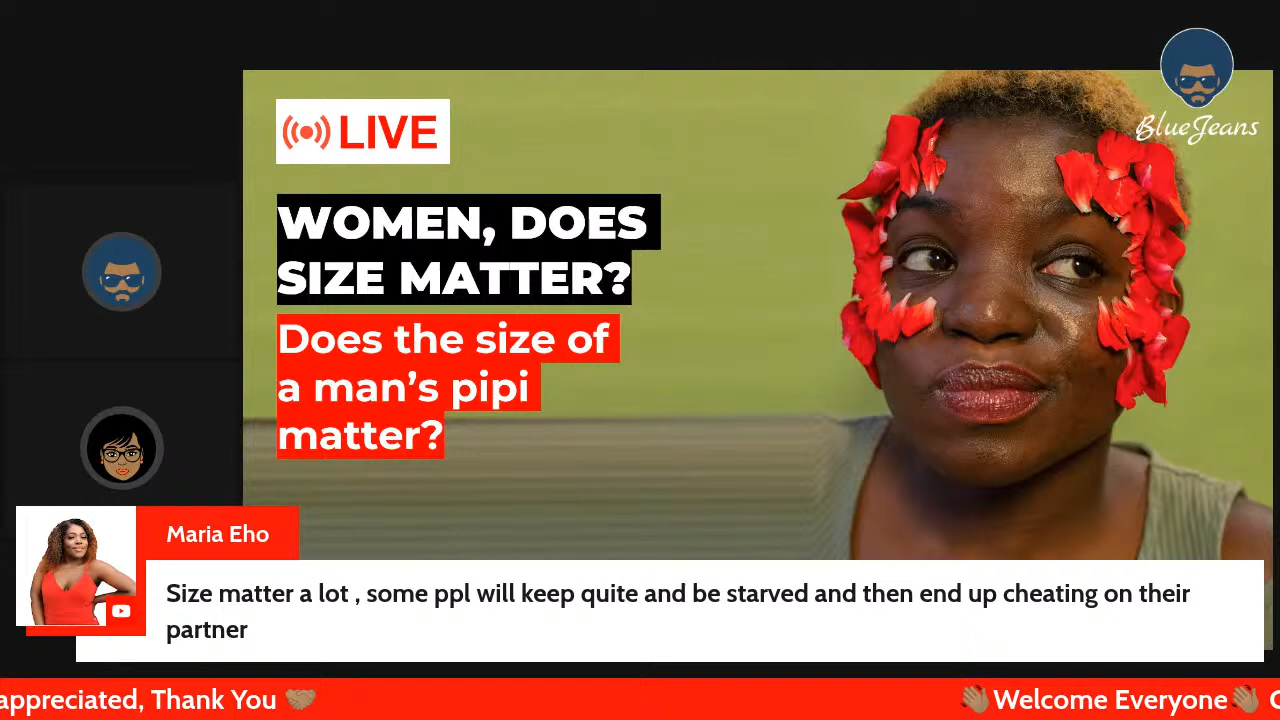 BlueJeans
LIVE
WOMEN, DOES
SIZE MATTER?
Does the size of
a man's pipi
matter?
Maria Eho
Size matter a lot , some ppl will keep quite and be starved and then end up cheating on their
partner
appreciated, Thank You 🤝🏽 👋🏽Welcome Everyone👋🏽